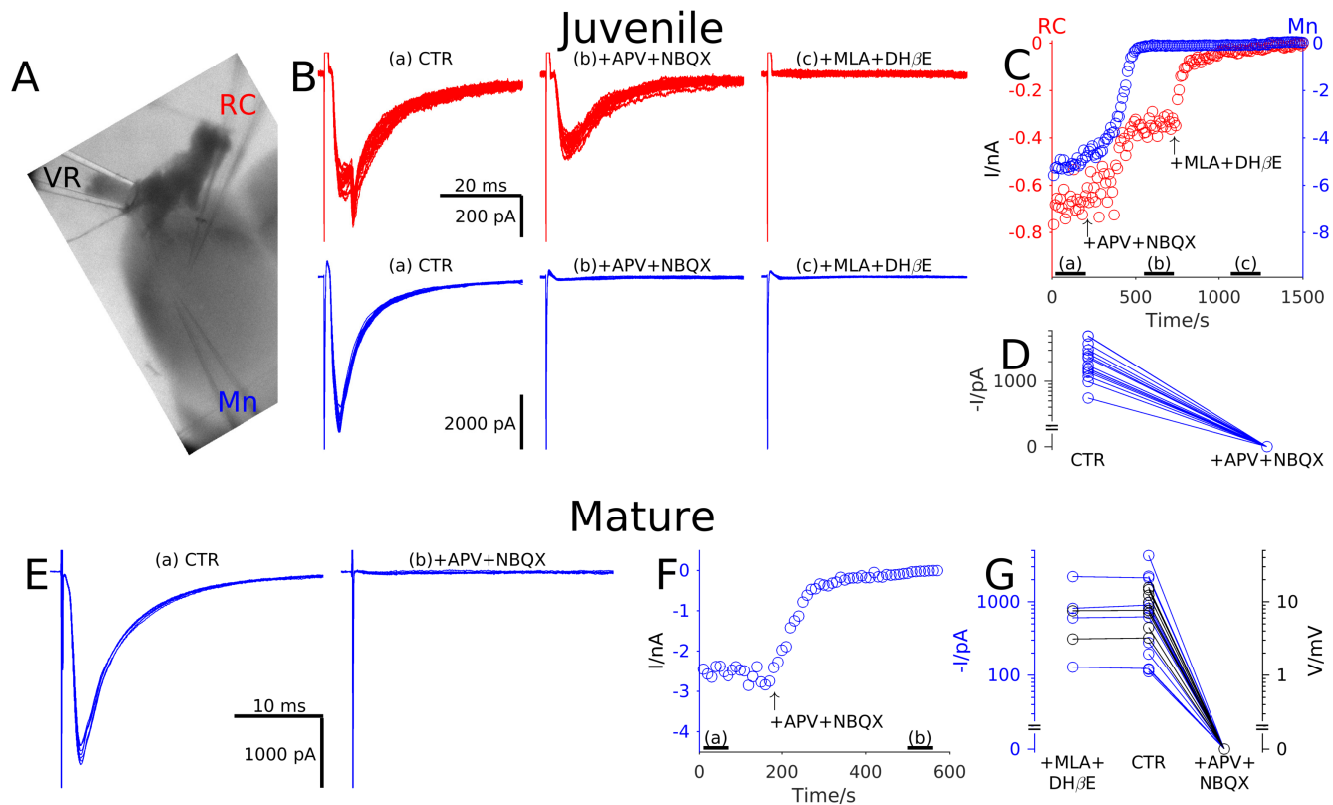 Juvenile
A
RC
VR
Mn
B
(a) CTR
(b)+APV+NBQX
(c)+MLA+DHβE
20 ms
200 pA
(a) CTR
(b)+APV+NBQX
(c)+MLA+DHβE
2000 pA
C
RC
Mn
0
-0.2
-0.4
-0.6
-0.8
I/nA
0
-2
-4
-6
-8
+MLA+DHβE
+APV+NBQX
(a)
(b)
(c)
0
500
1000
1500
Time/s
D
-I/pA
1000
0
CTR
+APV+NBQX
Mature
E
(a) CTR
(b)+APV+NBQX
10 ms
1000 pA
F
I/nA
0
-1
-2
-3
-4
+APV+NBQX
(a)
(b)
0
200
400
600
Time/s
G
-I/pA
1000
100
0
V/mV
10
1
0
+MLA+
DHβE
CTR
+APV+
NBQX